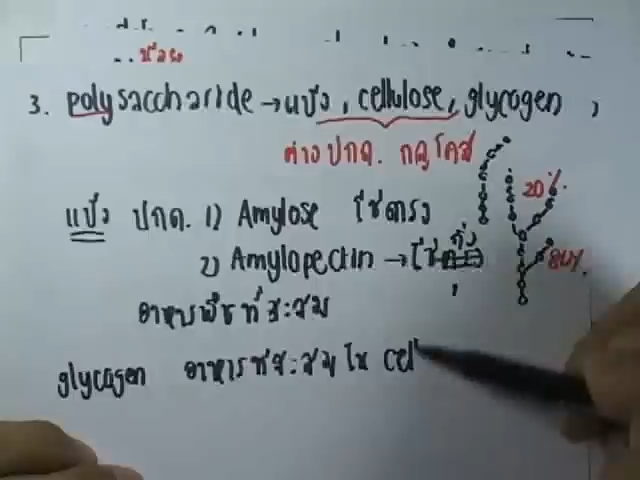 3. polysaccharide → แป้ง, cellulose, glycogen,
ต่าง ปกด. กลูโคส
แป้ง ปกด. 1) Amylose โซ่ตรง
20%.
2) Amylopectin → โซ่กิ่ง
80%.
อาหารพืชที่สะสม
glycogen อาหารที่สะสมใน cel